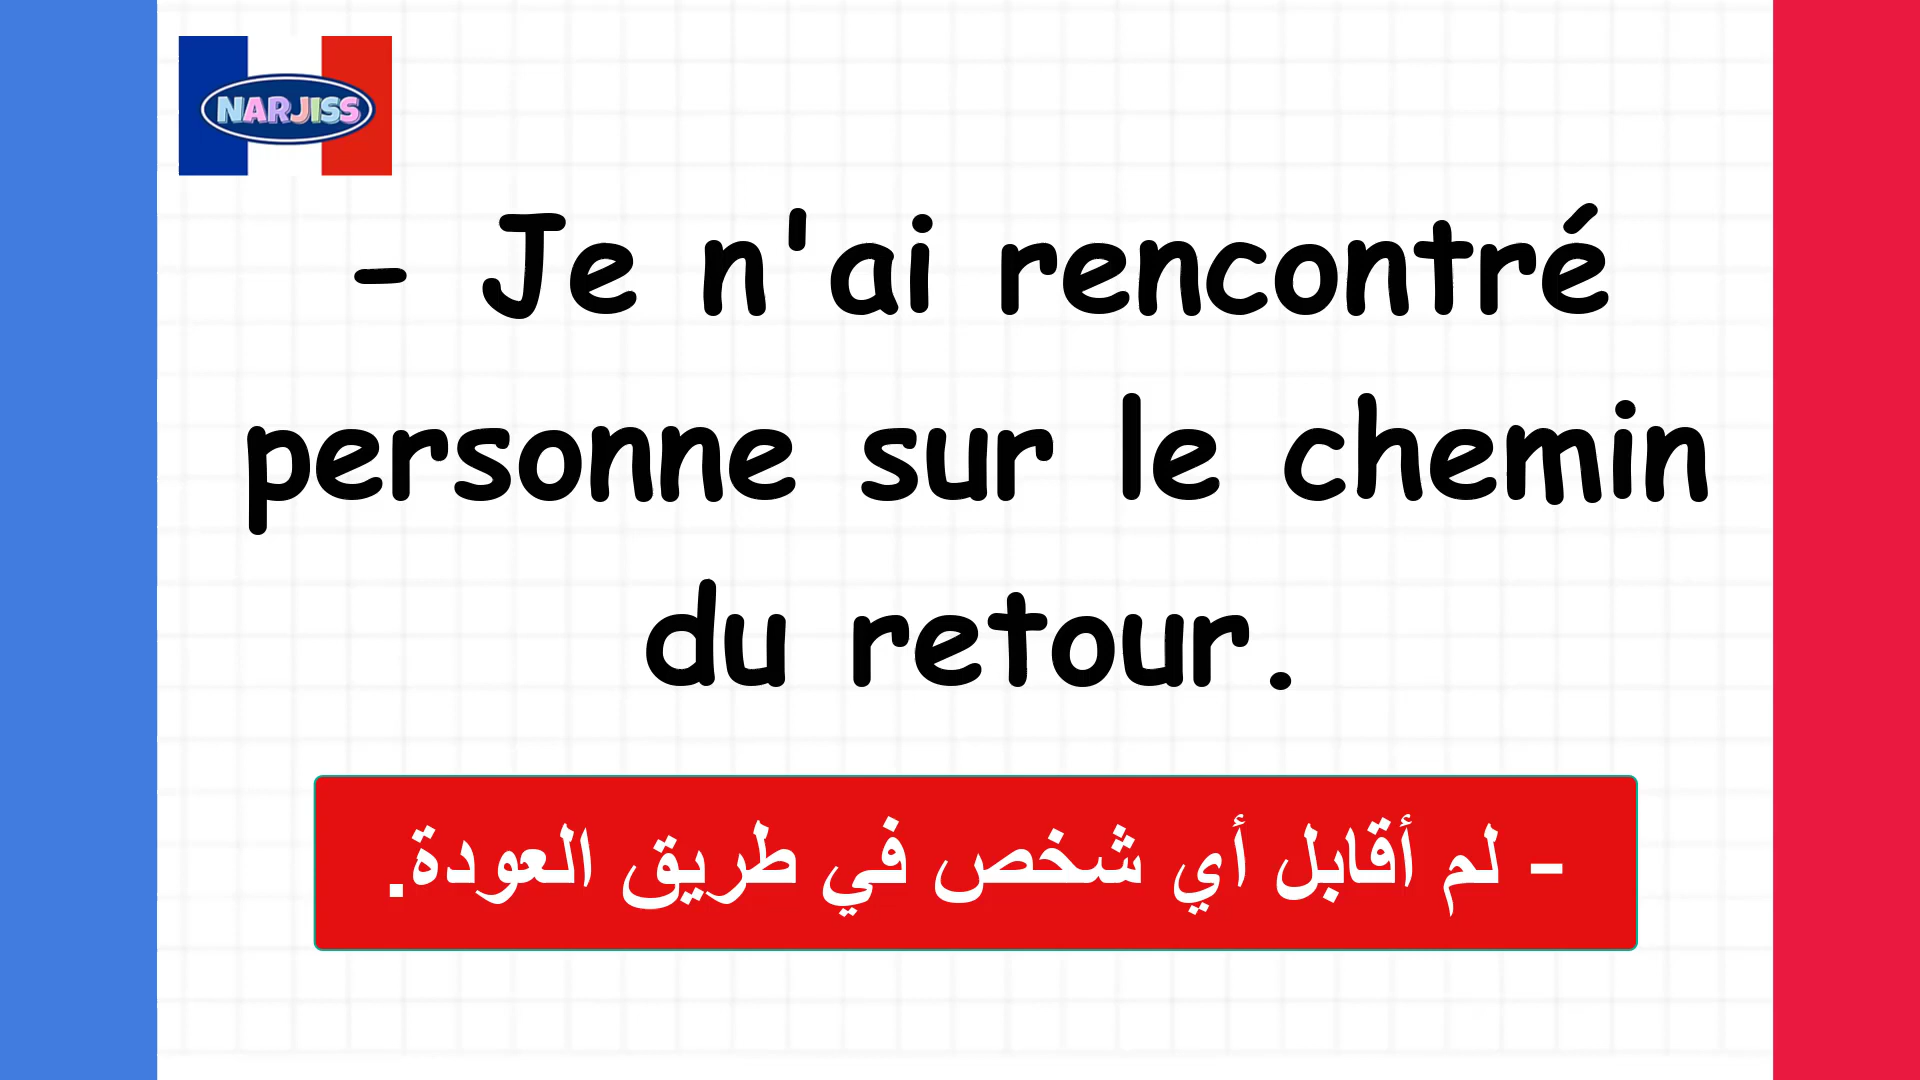 NARJISS
- Je n'ai rencontré
personne sur le chemin
du retour.
- لم أقابل أي شخص في طريق العودة.